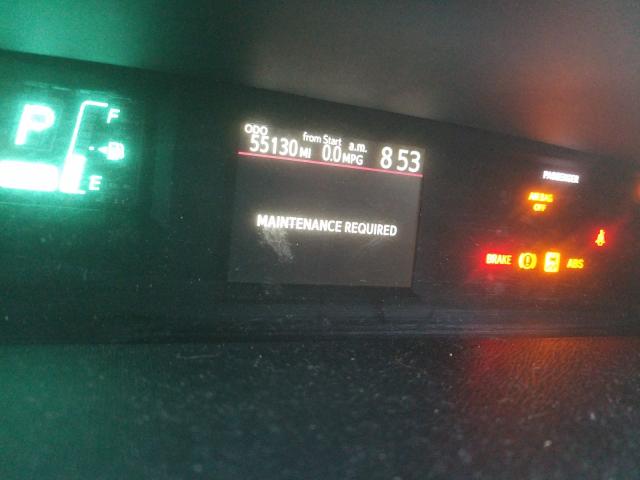 P
F
E
ODO
from Start
a.m.
55130 MI
0.0 MPG
8 53
MAINTENANCE REQUIRED
PASSENGER
AIRBAG
OFF
BRAKE
ABS